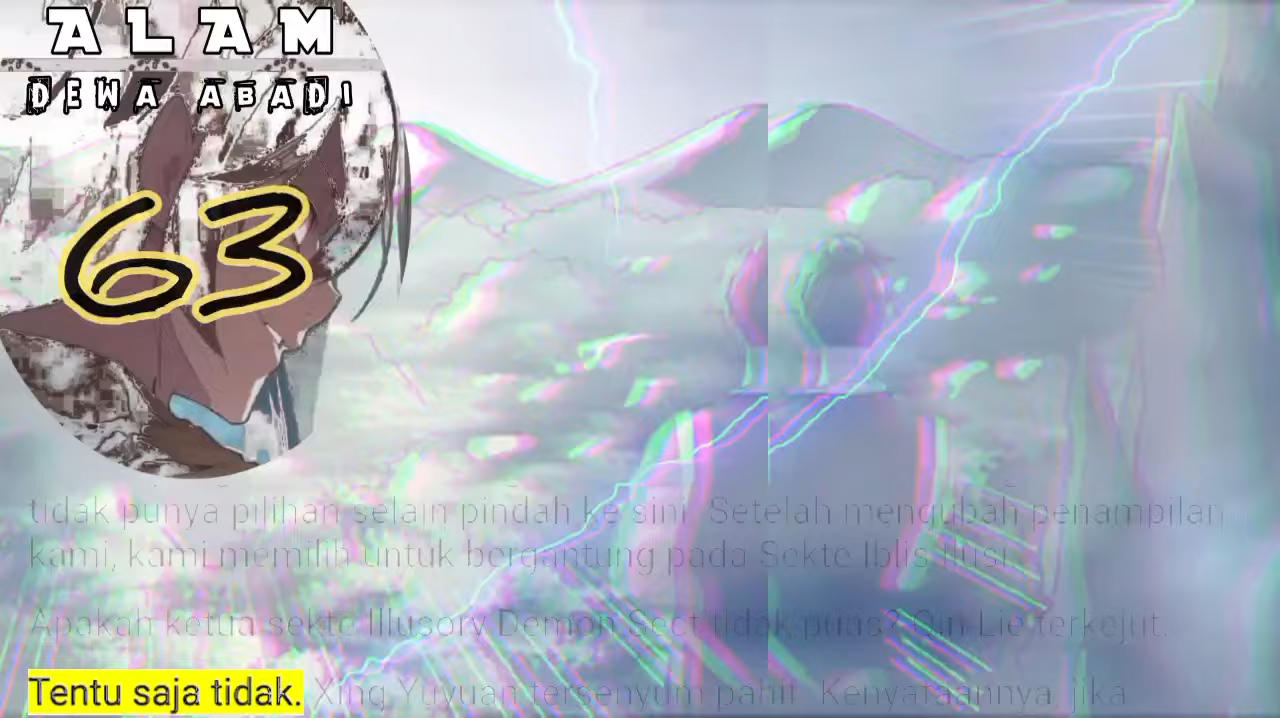 ALAM
DEWA ABADI
63
tidak punya pilihan selain pindah ke sini. Setelah mengubah penampilan
kami, kami memilih untuk bergantung pada Sekte Iblis Ilusi.
Apakah ketua sekte Illusory Demon Sect tidak puas? Qin Lie terkejut.
Tentu saja tidak. Xing Yuyuan tersenyum pahit. Kenyataannya, jika